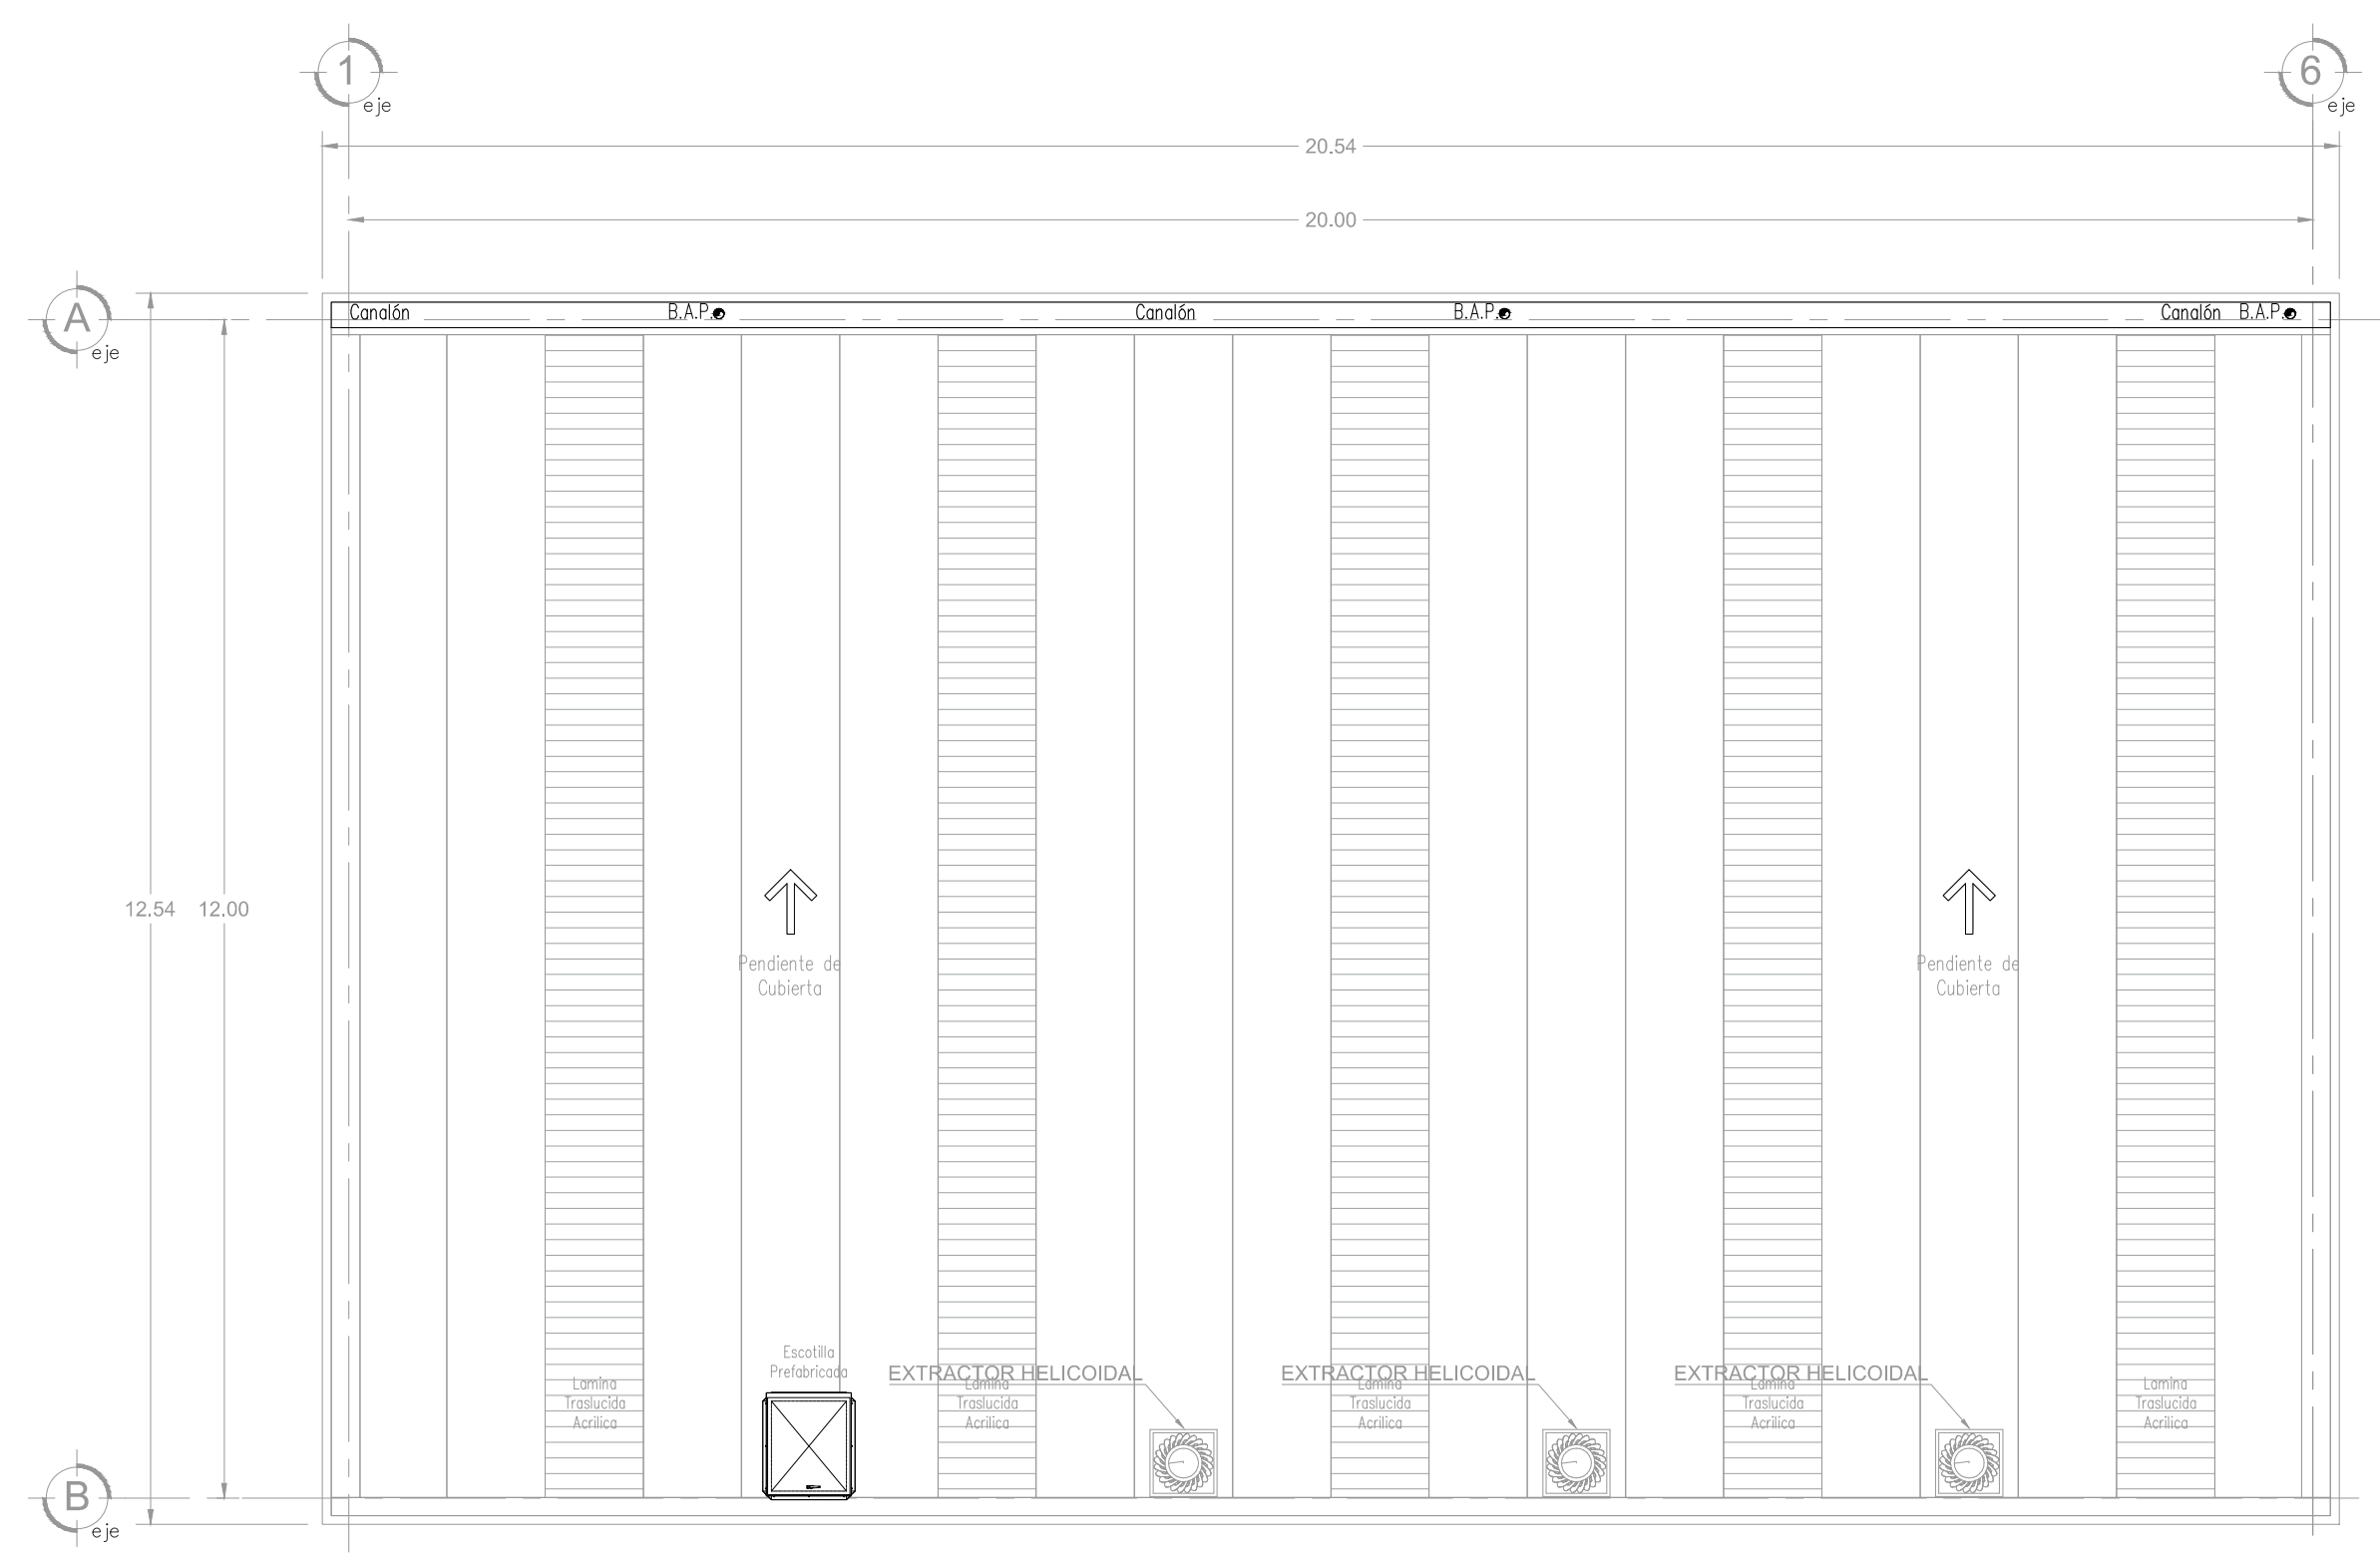 1
eje
6
eje
20.54
20.00
A
eje
Canalón
B.A.P.
Canalón
B.A.P.
Canalón
B.A.P.
12.54
12.00
Pendiente de
Cubierta
Pendiente de
Cubierta
Escotilla
Prefabricada
EXTRACTOR HELICOIDAL
EXTRACTOR HELICOIDAL
EXTRACTOR HELICOIDAL
Lamina
Traslucida
Acrilica
Lamina
Traslucida
Acrilica
Lamina
Traslucida
Acrilica
Lamina
Traslucida
Acrilica
Lamina
Traslucida
Acrilica
B
eje